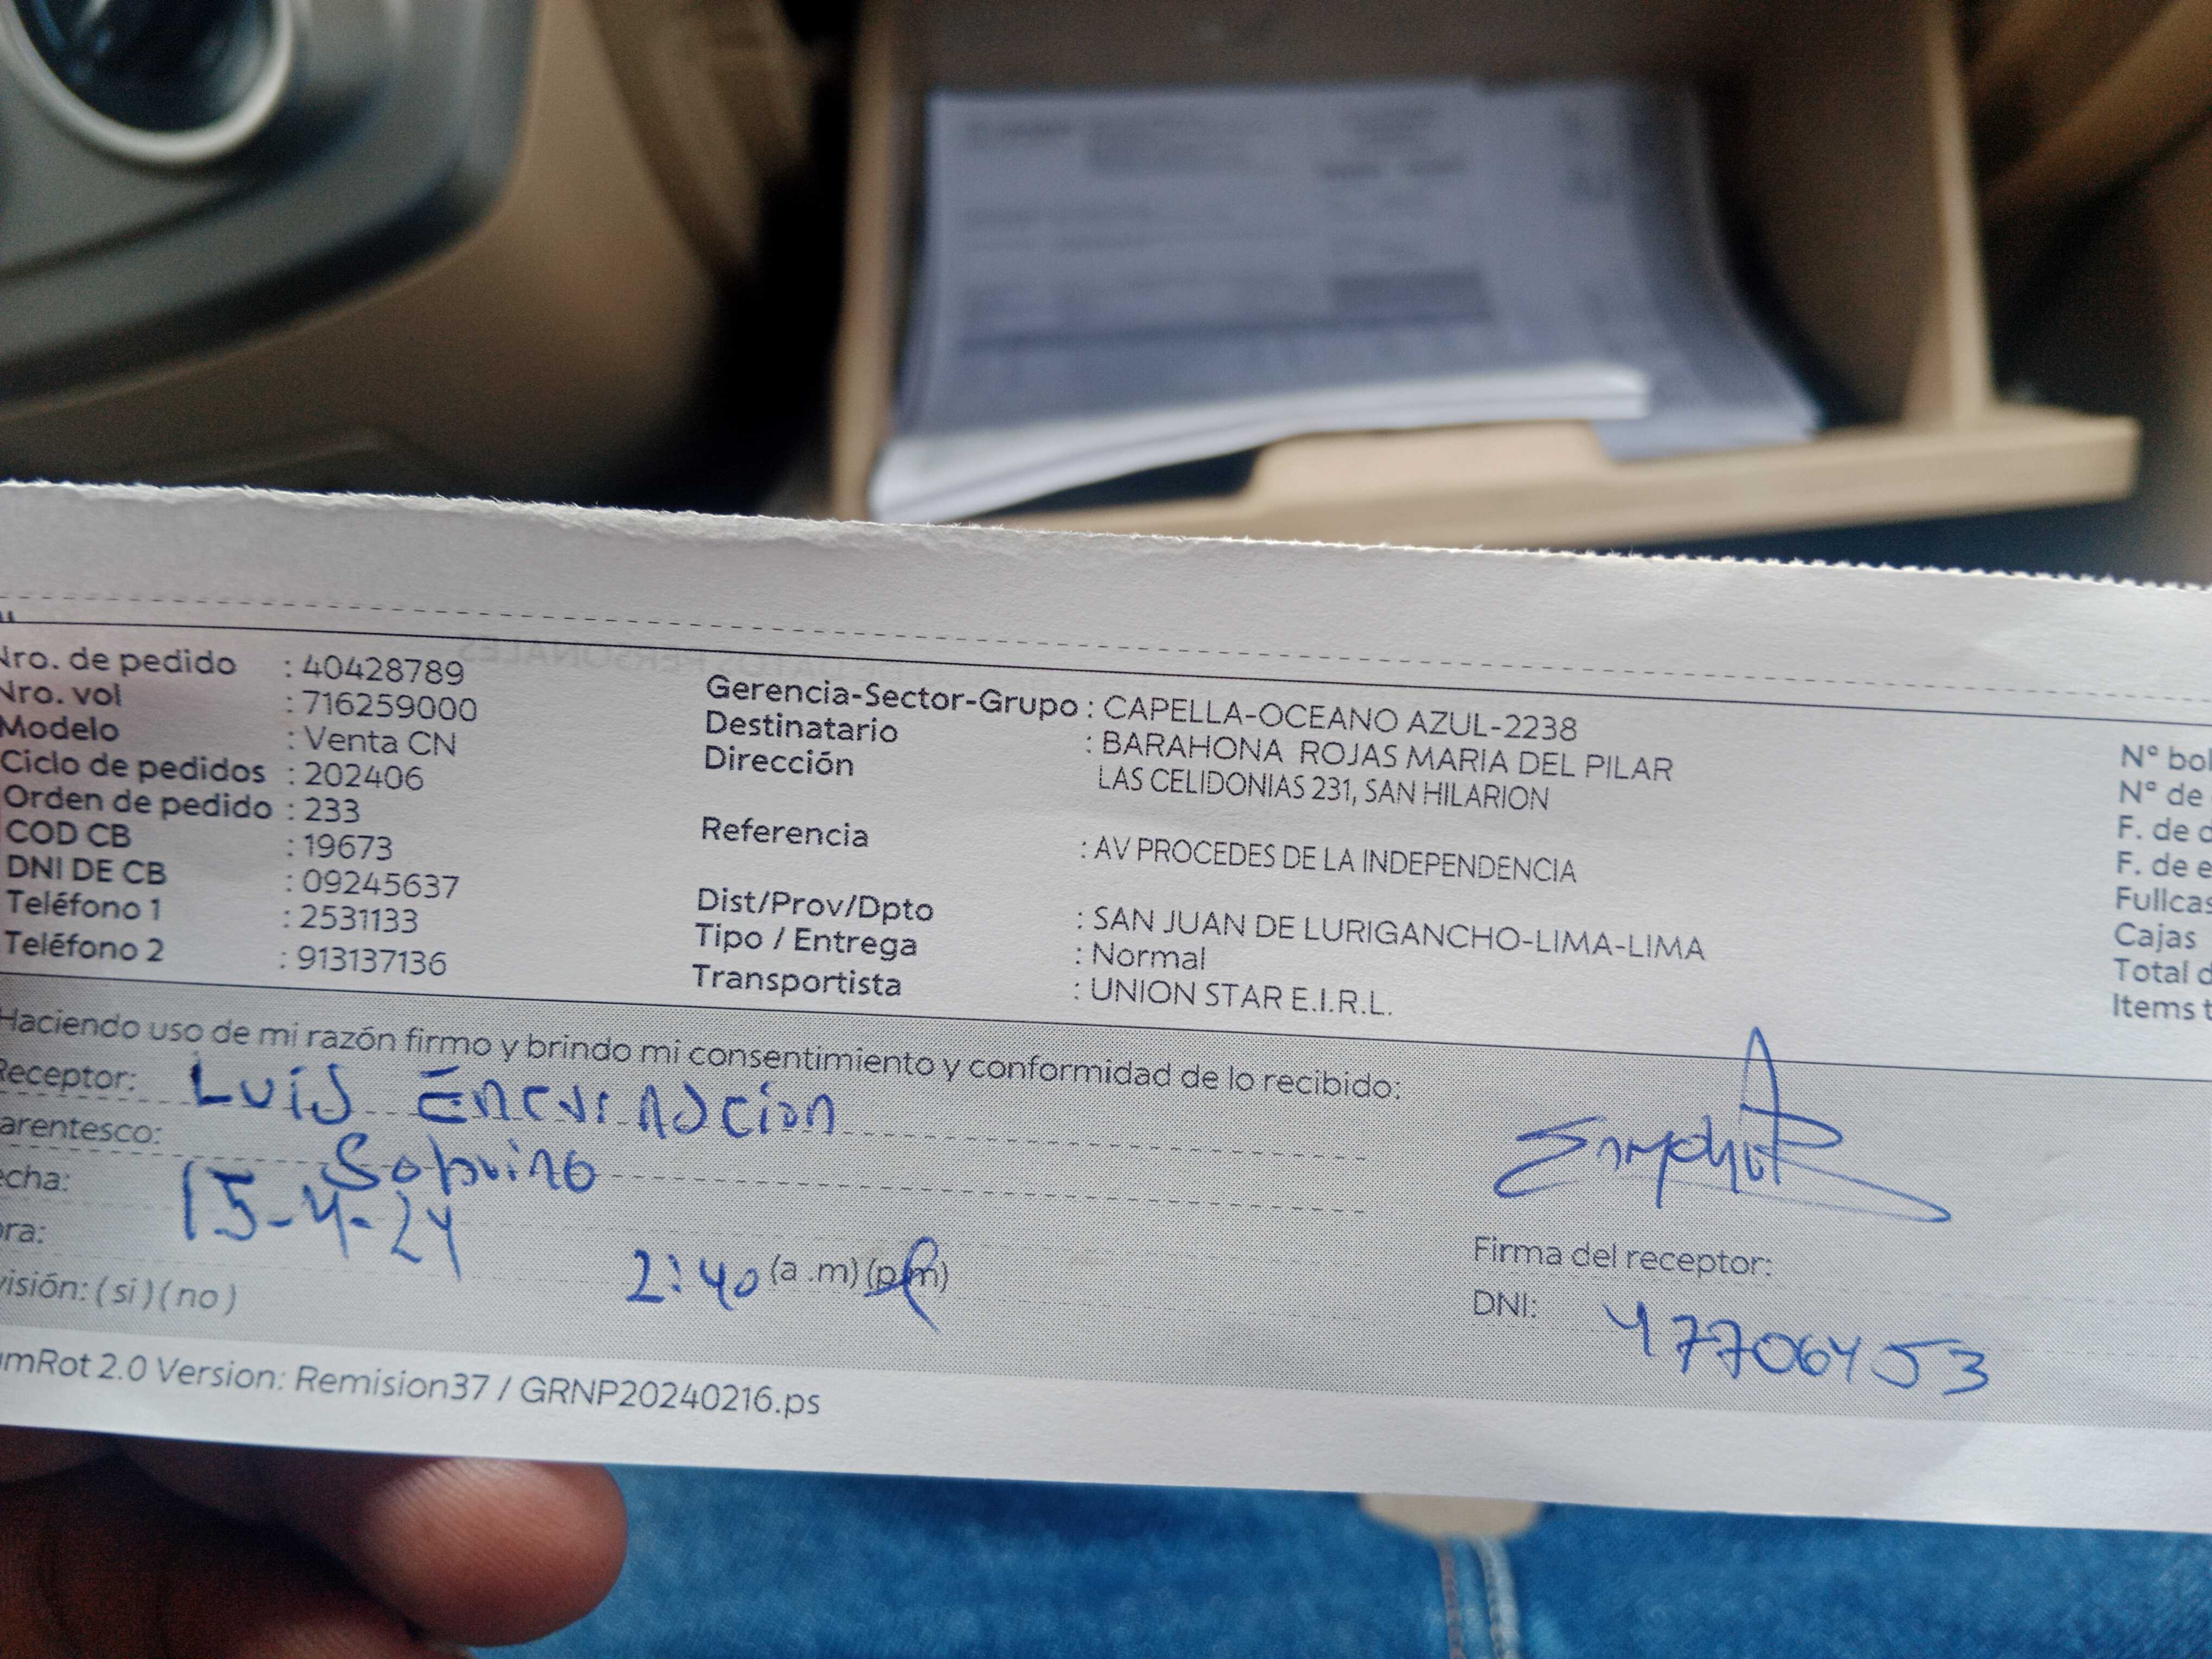 Nro. de pedido : 40428789
Nro. vol : 716259000
Modelo : Venta CN
Ciclo de pedidos : 202406
Orden de pedido : 233
COD CB : 19673
DNI DE CB : 09245637
Teléfono 1 : 2531133
Teléfono 2 : 913137136
Gerencia-Sector-Grupo : CAPELLA-OCEANO AZUL-2238
Destinatario : BARAHONA ROJAS MARIA DEL PILAR
Dirección LAS CELIDONIAS 231, SAN HILARION
Referencia : AV PROCEDES DE LA INDEPENDENCIA
Dist/Prov/Dpto : SAN JUAN DE LURIGANCHO-LIMA-LIMA
Tipo / Entrega : Normal
Transportista : UNION STAR E.I.R.L.
N° bol
N° de
F. de d
F. de e
Fullcas
Cajas
Total d
Items t
Haciendo uso de mi razón firmo y brindo mi consentimiento y conformidad de lo recibido:
Receptor: Luis Encarnacion
arentesco: Sobrino
echa: 15-4-24
ora: 2:40 (a .m) (p.m)
visión: ( si ) ( no )
Firma del receptor:
DNI: 47706453
umRot 2.0 Version: Remision37 / GRNP20240216.ps